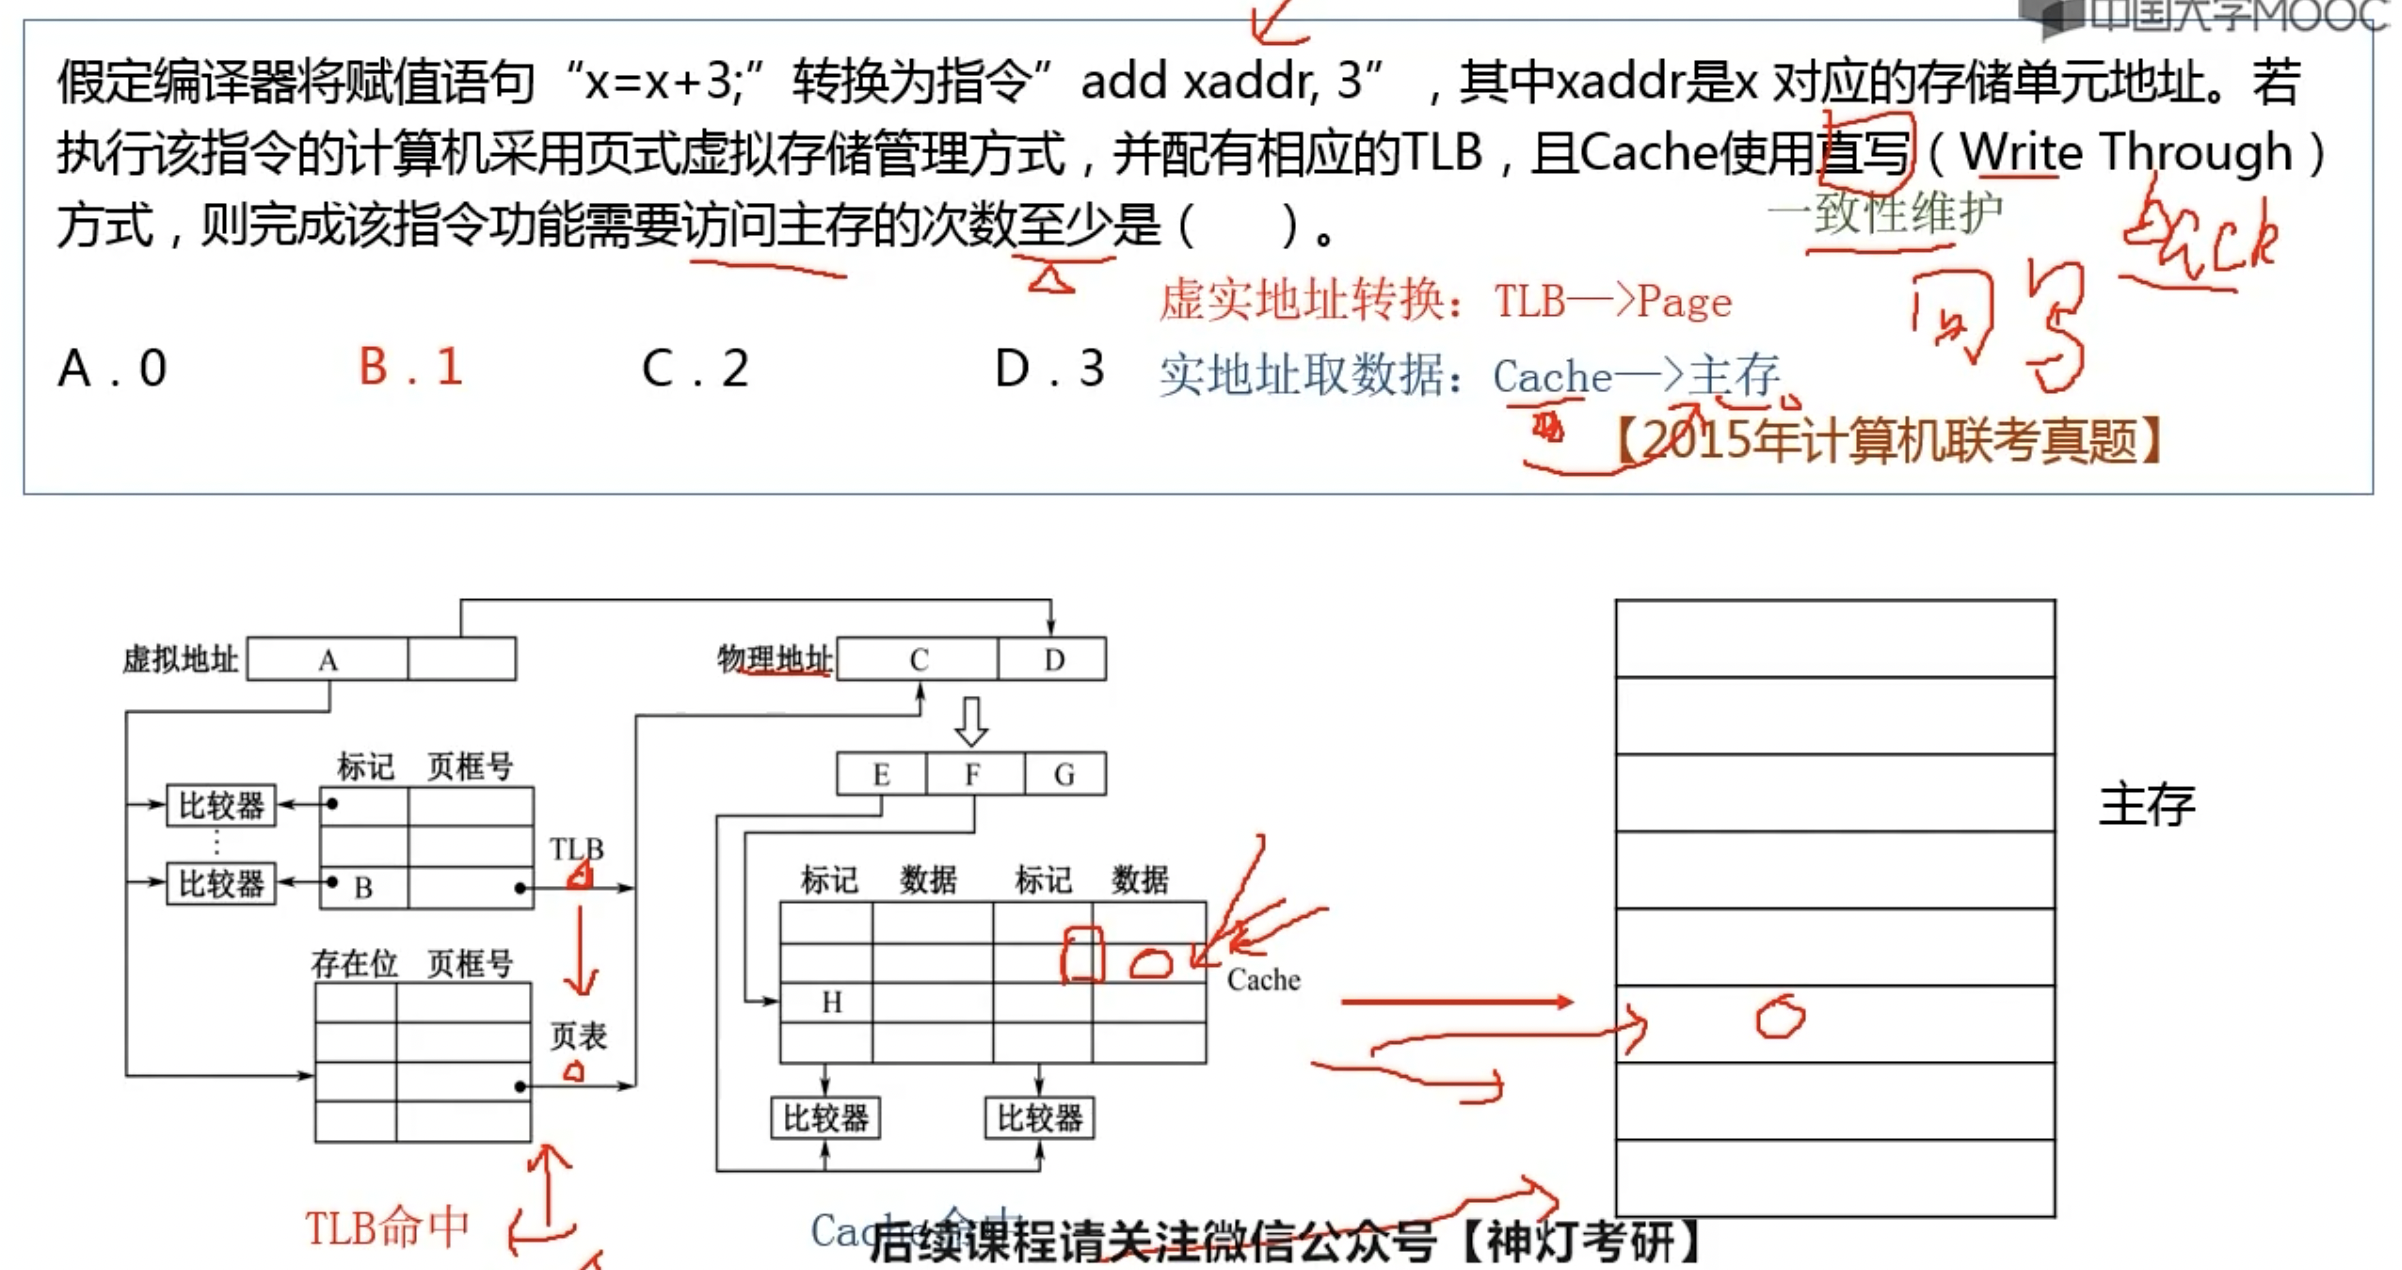 中国大学MOOC
假定编译器将赋值语句“x=x+3;”转换为指令”add xaddr, 3”，其中xaddr是x 对应的存储单元地址。若
执行该指令的计算机采用页式虚拟存储管理方式，并配有相应的TLB，且Cache使用直写（Write Through）
方式，则完成该指令功能需要访问主存的次数至少是（    ）。
一致性维护
back
回写
虚实地址转换：TLB—>Page
A．0 B．1 C．2 D．3
实地址取数据：Cache—>主存
【2015年计算机联考真题】
虚拟地址 A
物理地址 C D
E F G
标记 页框号
比较器
⋮
比较器 B
TLB
标记 数据 标记 数据
存在位 页框号
H
Cache
页表
主存
比较器 比较器
TLB命中
Cache命中
后续课程请关注微信公众号【神灯考研】